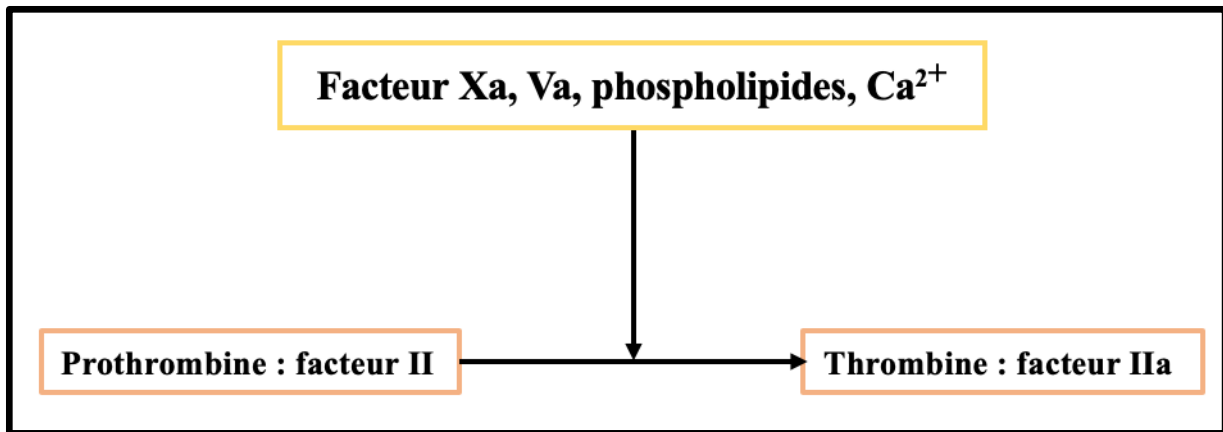 Facteur Xa, Va, phospholipides, Ca²⁺
Prothrombine : facteur II
Thrombine : facteur IIa